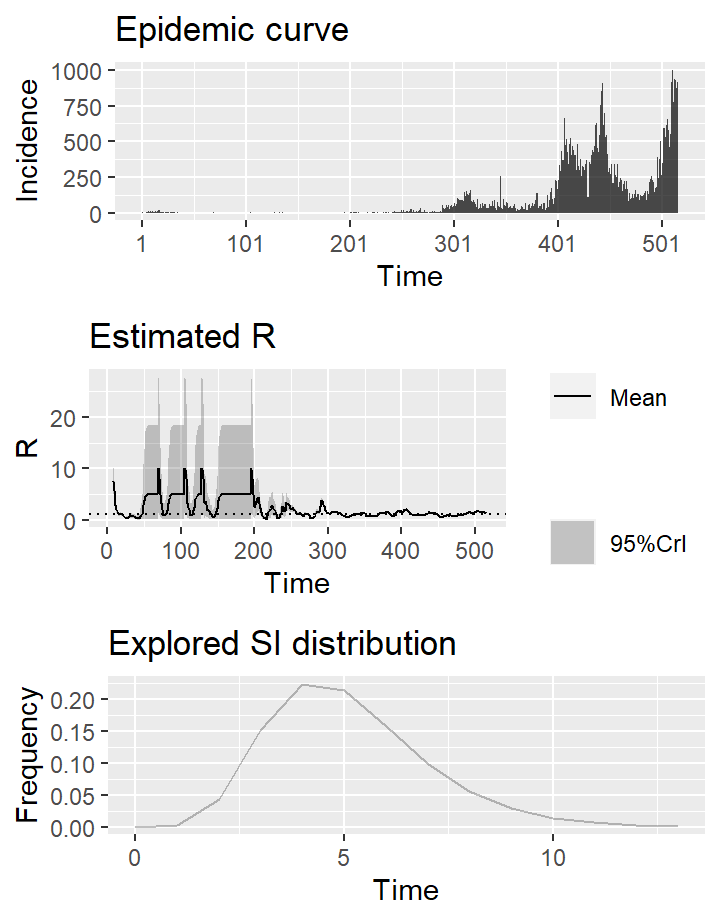 Epidemic curve
Incidence
1000
750
500
250
0
1 101 201 301 401 501
Time
Estimated R
R
20
10
0
0 100 200 300 400 500
Time
Mean
95%CrI
Explored SI distribution
Frequency
0.20
0.15
0.10
0.05
0.00
0 5 10
Time